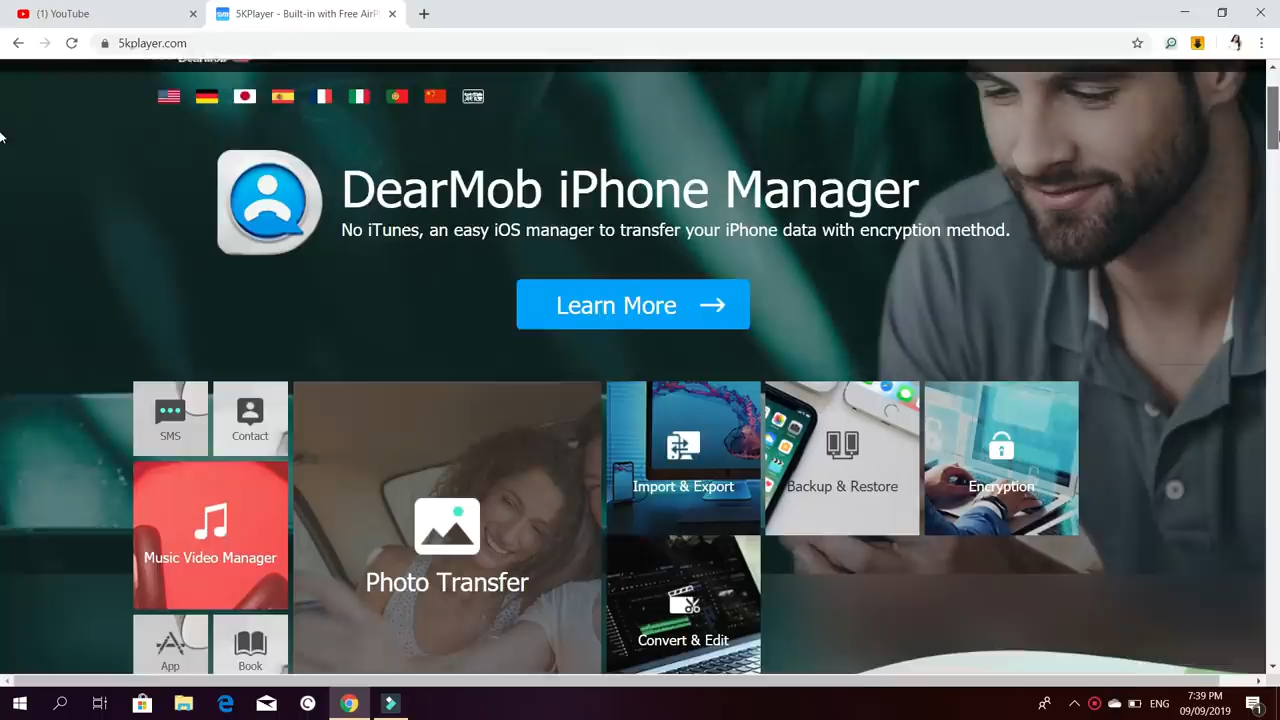 (1) YouTube
5KPlayer - Built-in with Free AirP
5kplayer.com
DearMob
DearMob iPhone Manager
No iTunes, an easy iOS manager to transfer your iPhone data with encryption method.
Learn More
SMS
Contact
Music Video Manager
App
Book
Photo Transfer
Import & Export
Backup & Restore
Encryption
Convert & Edit
ENG
7:39 PM
09/09/2019
1